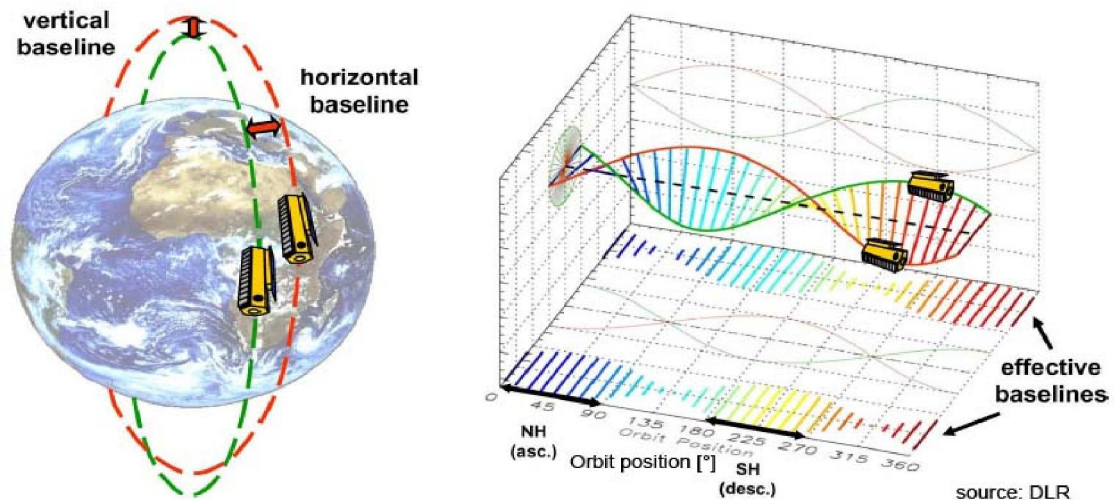 vertical
baseline
horizontal
baseline
effective
baselines
0
45
90
135
180
225
270
315
360
Orbit Position
NH
(asc.)
Orbit position [°]
SH
(desc.)
source: DLR